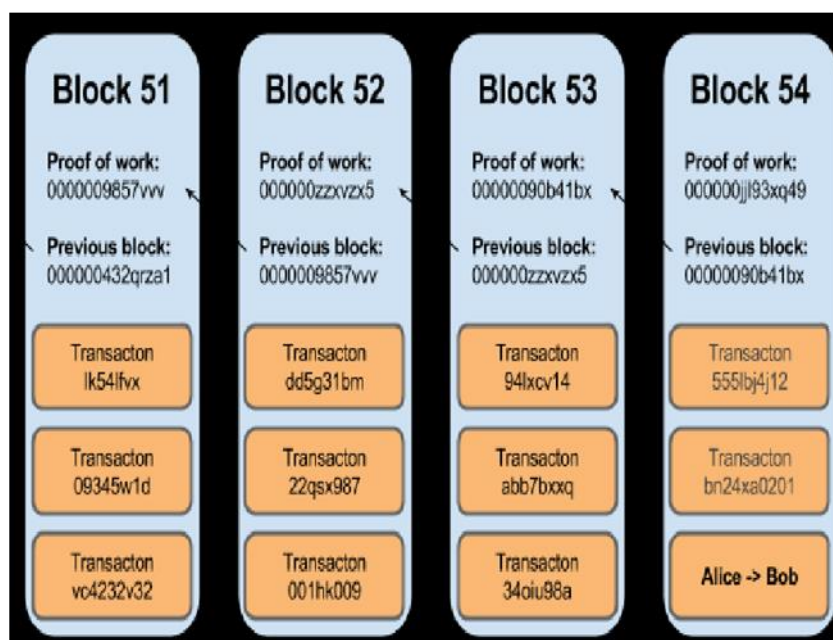 Block 51
Proof of work:
0000009857vvv
Previous block:
000000432qrza1
Transacton
lk54lfvx
Transacton
09345w1d
Transacton
vc4232v32
Block 52
Proof of work:
000000zzxvzx5
Previous block:
0000009857vvv
Transacton
dd5g31bm
Transacton
22qsx987
Transacton
001hk009
Block 53
Proof of work:
00000090b41bx
Previous block:
000000zzxvzx5
Transacton
94lxcv14
Transacton
abb7bxxq
Transacton
34oiu98a
Block 54
Proof of work:
000000jjl93xq49
Previous block:
00000090b41bx
Transacton
555lbj4j12
Transacton
bn24xa0201
Alice -> Bob